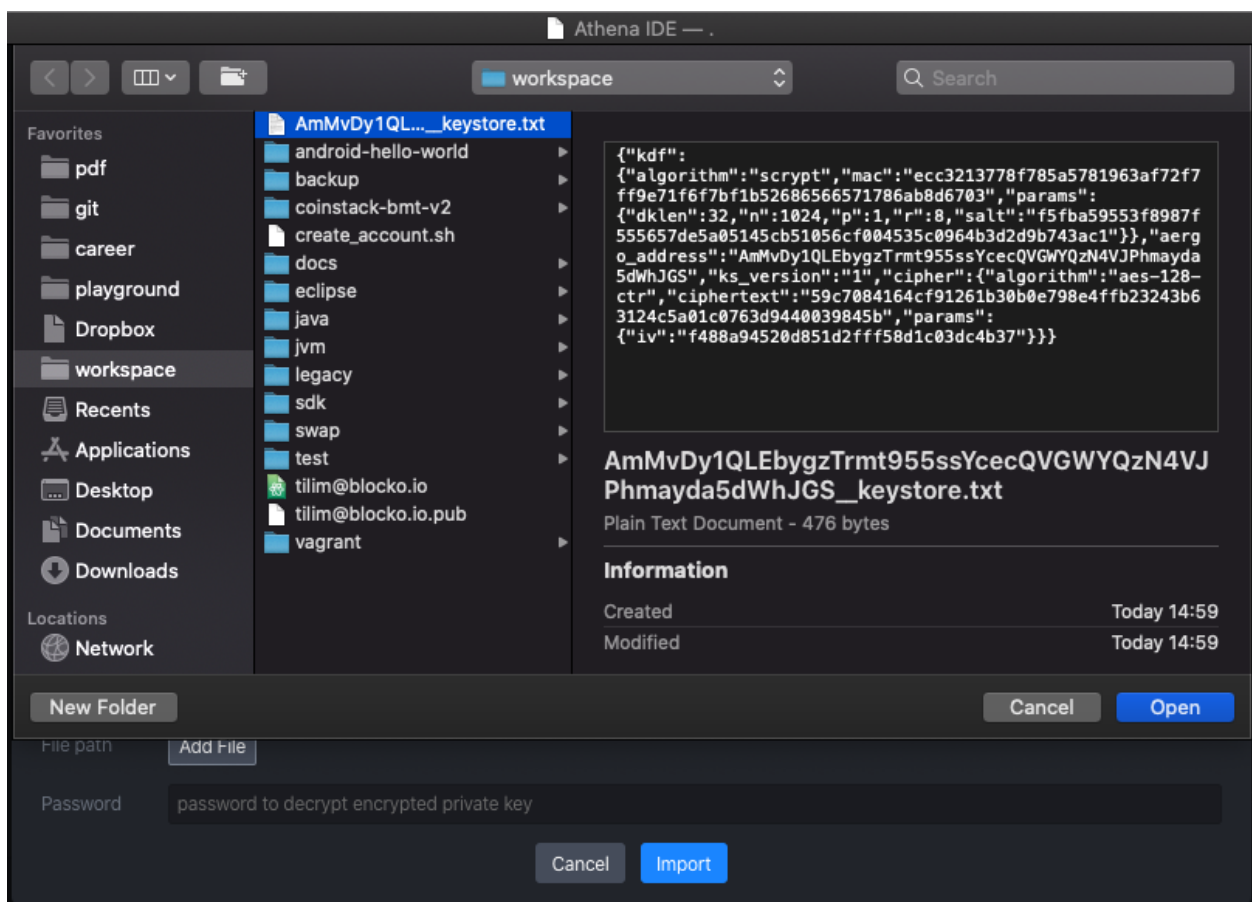 Athena IDE — .
workspace
Search
Favorites
pdf
git
career
playground
Dropbox
workspace
Recents
Applications
Desktop
Documents
Downloads
Locations
Network
AmMvDy1QL...__keystore.txt
android-hello-world
backup
coinstack-bmt-v2
create_account.sh
docs
eclipse
java
jvm
legacy
sdk
swap
test
tilim@blocko.io
tilim@blocko.io.pub
vagrant
{"kdf":
{"algorithm":"scrypt","mac":"ecc3213778f785a5781963af72f7
ff9e71f6f7bf1b52686566571786ab8d6703","params":
{"dklen":32,"n":1024,"p":1,"r":8,"salt":"f5fba59553f8987f
555657de5a05145cb51056cf004535c0964b3d2d9b743ac1"}},"aerg
o_address":"AmMvDy1QLEbygzTrmt955ssYcecQVGWYQzN4VJPhmayda
5dWhJGS","ks_version":"1","cipher":{"algorithm":"aes-128-
ctr","ciphertext":"59c7084164cf91261b30b0e798e4ffb23243b6
3124c5a01c0763d9440039845b","params":
{"iv":"f488a94520d851d2fff58d1c03dc4b37"}}}
AmMvDy1QLEbygzTrmt955ssYcecQVGWYQzN4VJ
Phmayda5dWhJGS__keystore.txt
Plain Text Document - 476 bytes
Information
Created Today 14:59
Modified Today 14:59
New Folder
Cancel
Open
File path
Add File
Password
password to decrypt encrypted private key
Cancel
Import